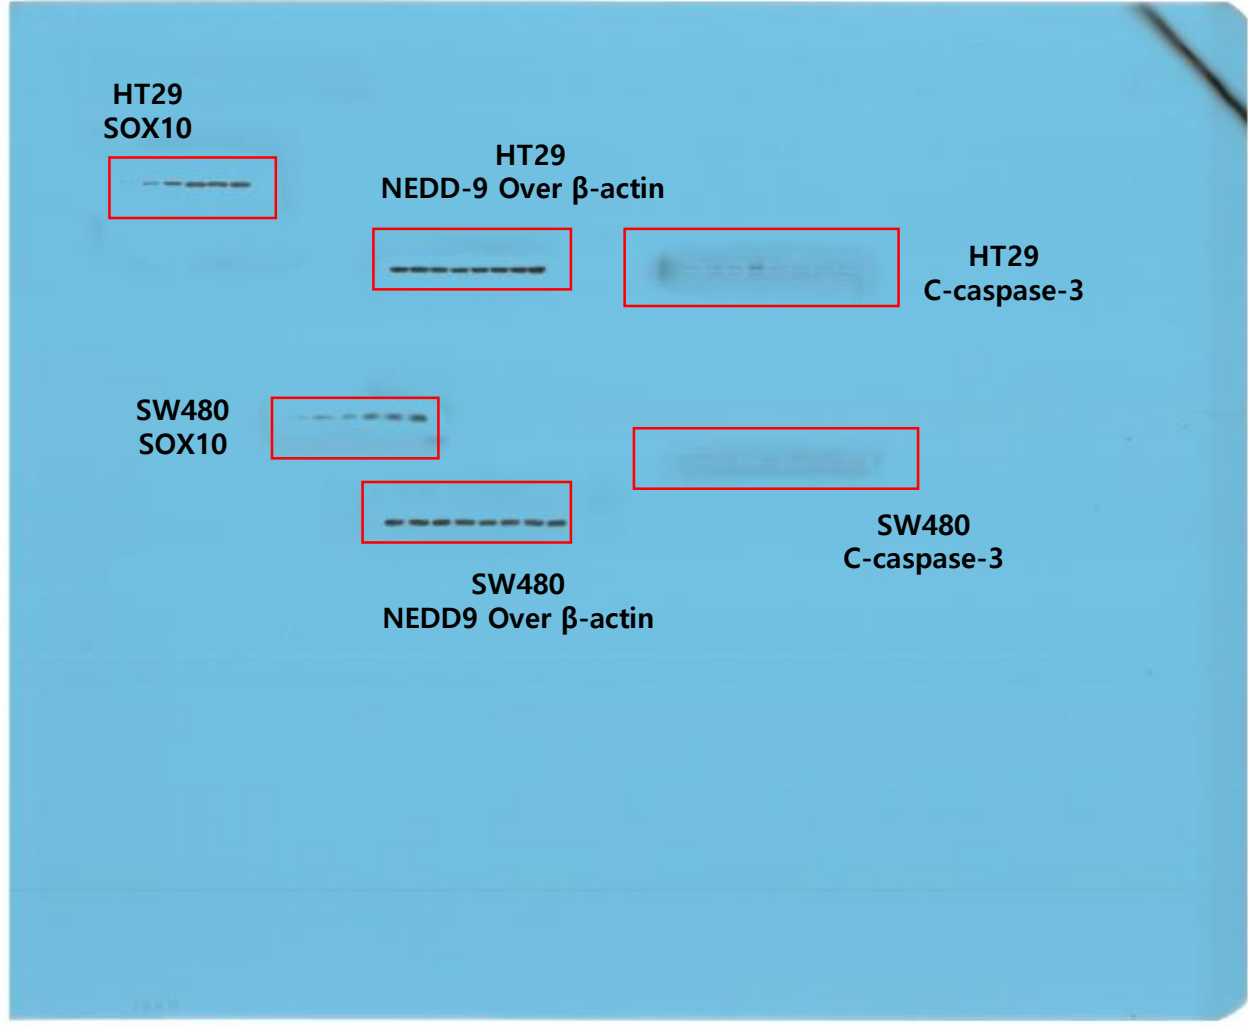 HT29
SOX10
HT29
NEDD-9 Over β-actin
HT29
C-caspase-3
SW480
SOX10
SW480
C-caspase-3
SW480
NEDD9 Over β-actin